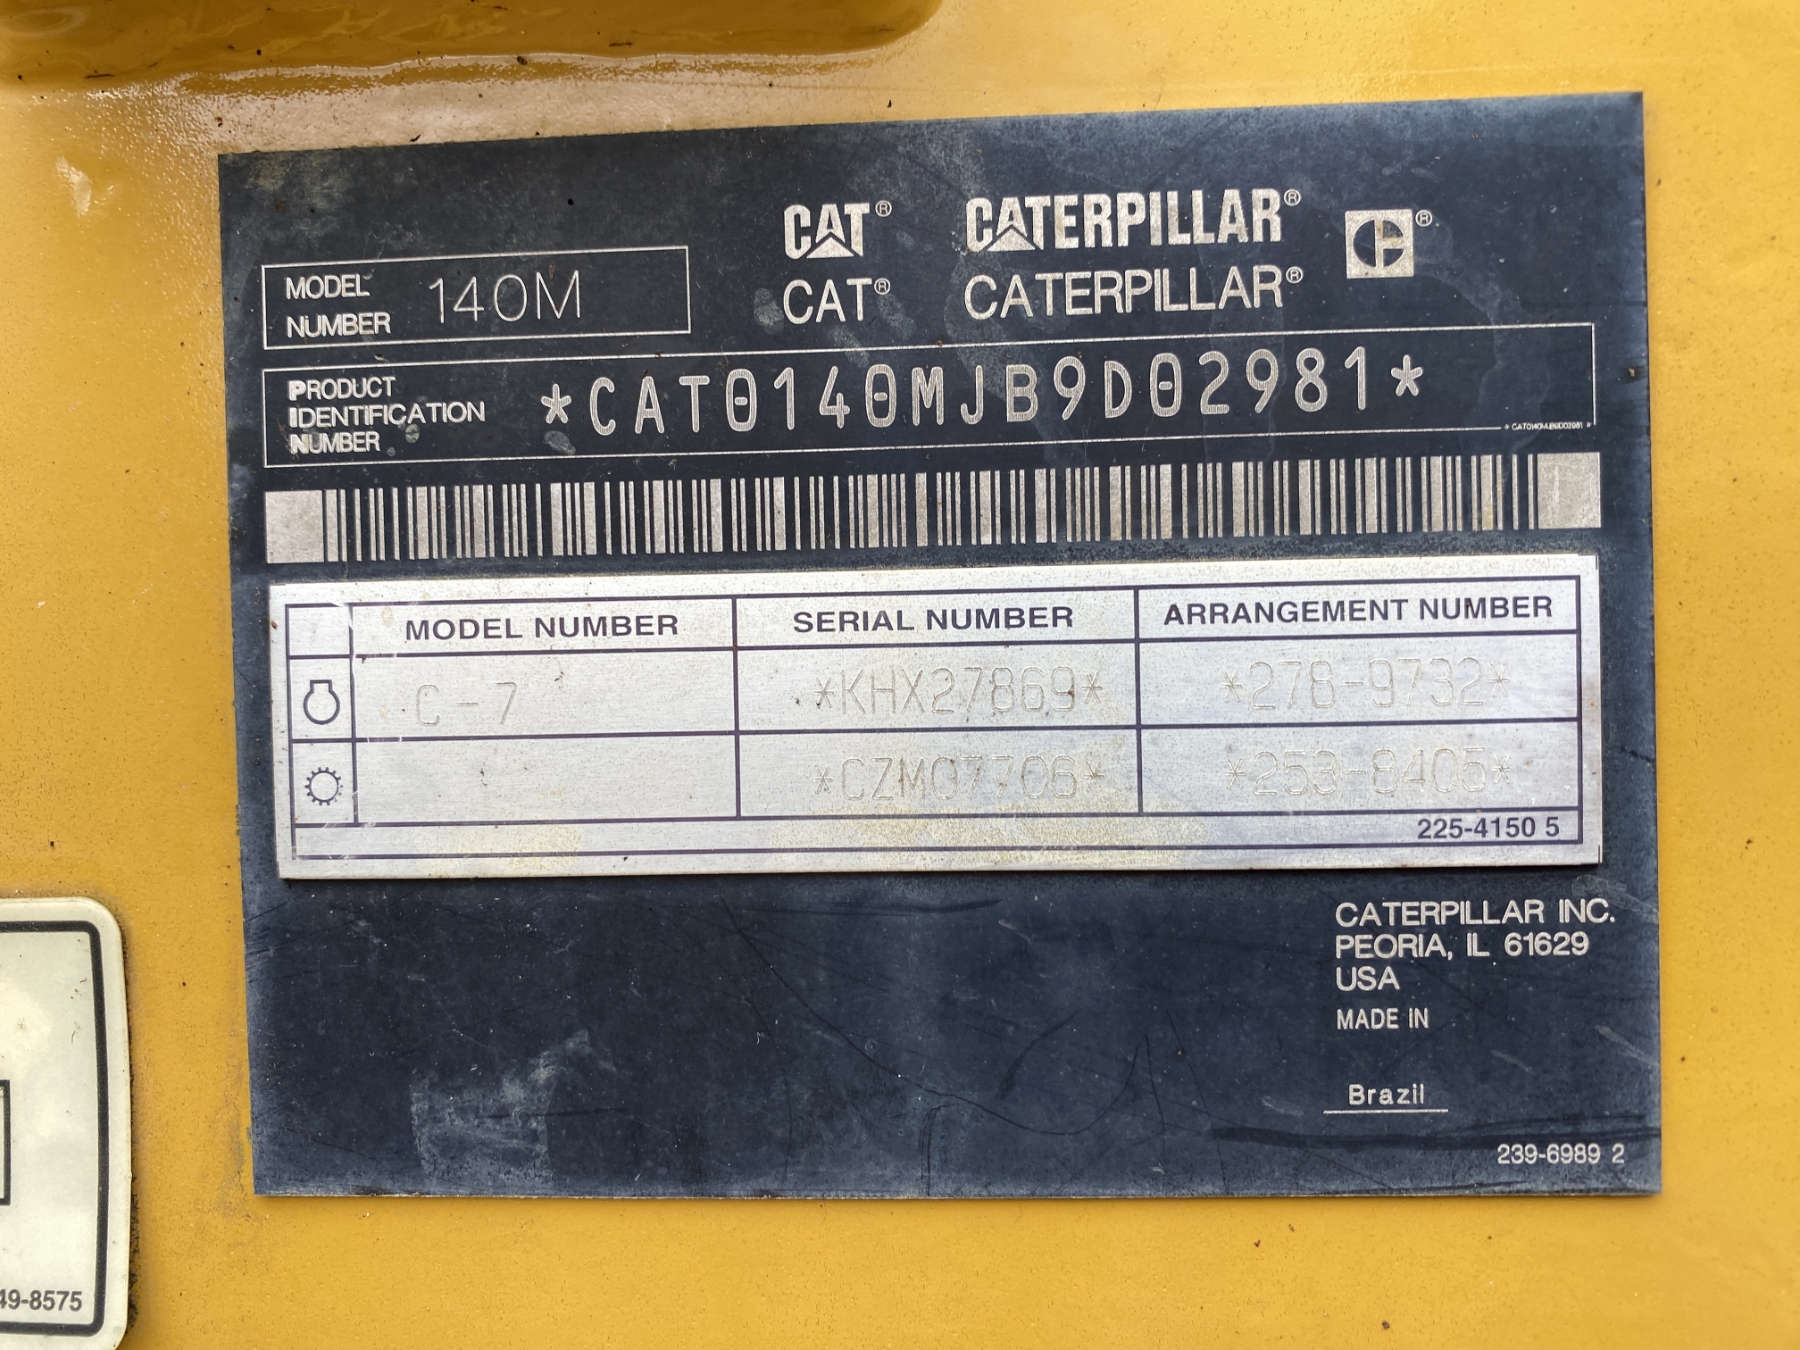 CAT® CATERPILLAR® ®
CAT® CATERPILLAR®
MODEL
NUMBER
140M
PRODUCT
IDENTIFICATION
NUMBER
*CAT0140MJB9D02981*
*CAT0140MJB9D02981*
MODEL NUMBER SERIAL NUMBER ARRANGEMENT NUMBER
C-7 *KHX27869* *278-9732*
*CZM07706* *253-8405*
225-4150 5
CATERPILLAR INC.
PEORIA, IL 61629
USA
MADE IN
Brazil
239-6989 2
49-8575